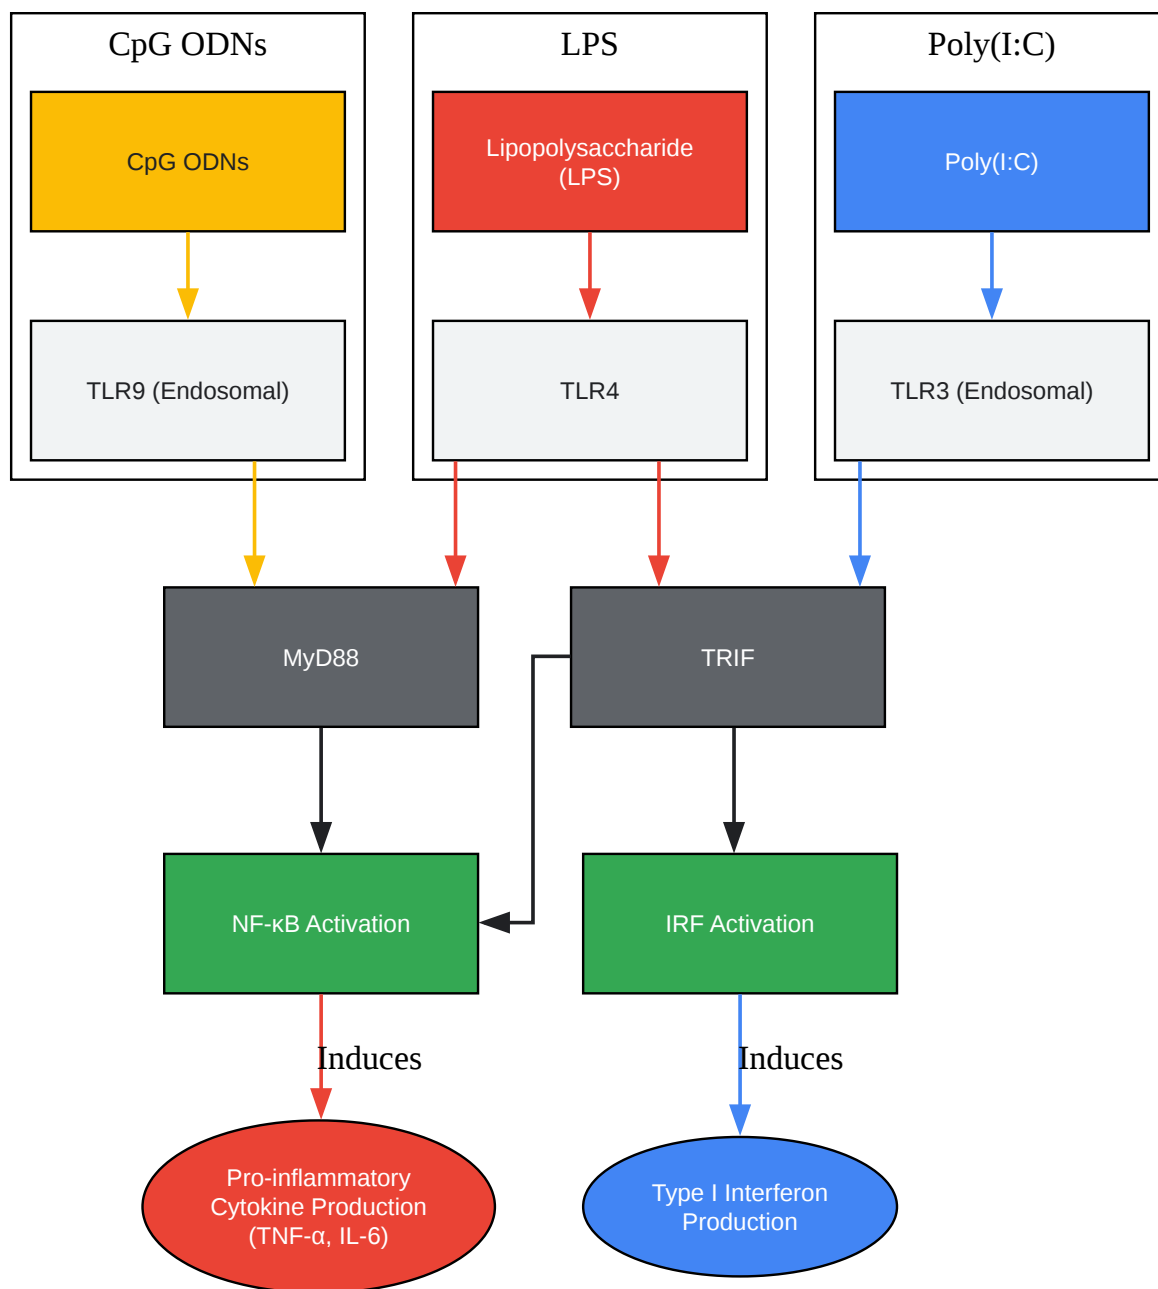 CpG ODNs
LPS
Poly(I:C)
CpG ODNs
Lipopolysaccharide
(LPS)
Poly(I:C)
TLR9 (Endosomal)
TLR4
TLR3 (Endosomal)
MyD88
TRIF
NF-κB Activation
IRF Activation
Induces
Induces
Pro-inflammatory
Cytokine Production
(TNF-α, IL-6)
Type I Interferon
Production